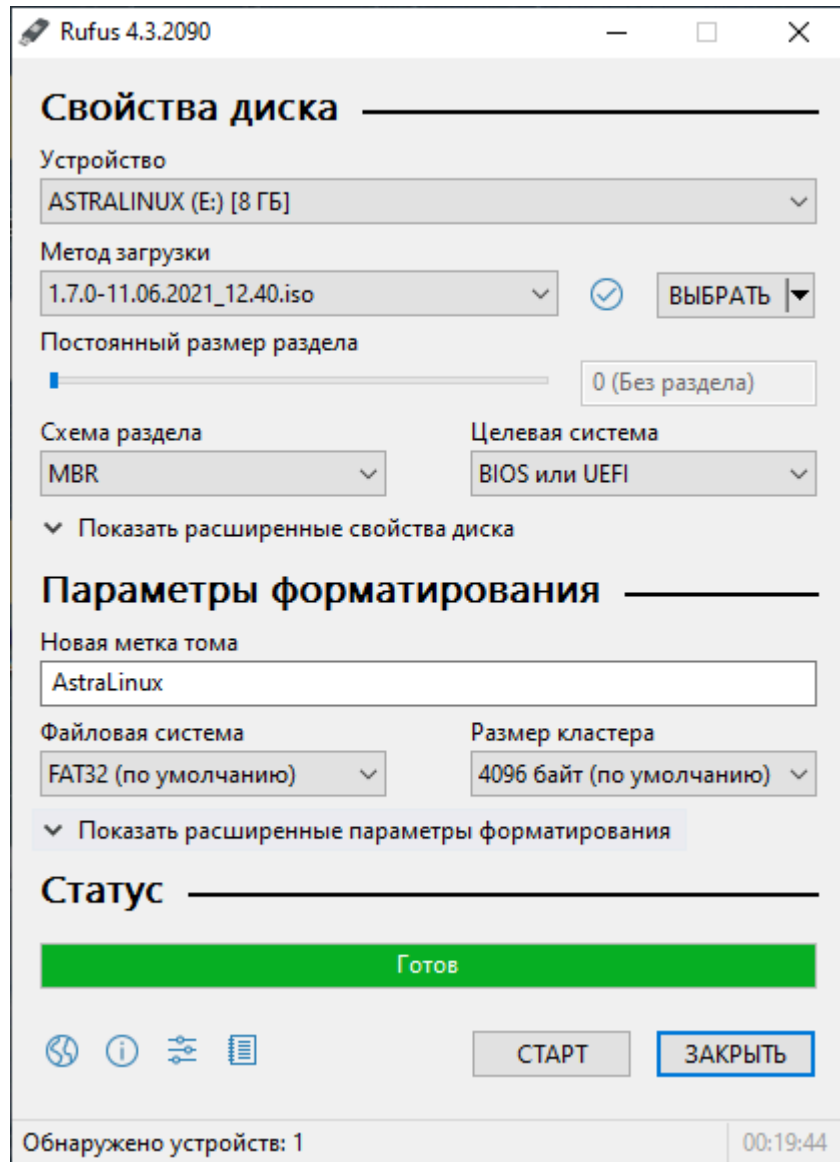 Rufus 4.3.2090
Свойства диска
Устройство
ASTRALINUX (E:) [8 ГБ]
Метод загрузки
1.7.0-11.06.2021_12.40.iso
ВЫБРАТЬ
Постоянный размер раздела
0 (Без раздела)
Схема раздела
Целевая система
MBR
BIOS или UEFI
Показать расширенные свойства диска
Параметры форматирования
Новая метка тома
AstraLinux
Файловая система
Размер кластера
FAT32 (по умолчанию)
4096 байт (по умолчанию)
Показать расширенные параметры форматирования
Статус
Готов
СТАРТ
ЗАКРЫТЬ
Обнаружено устройств: 1
00:19:44